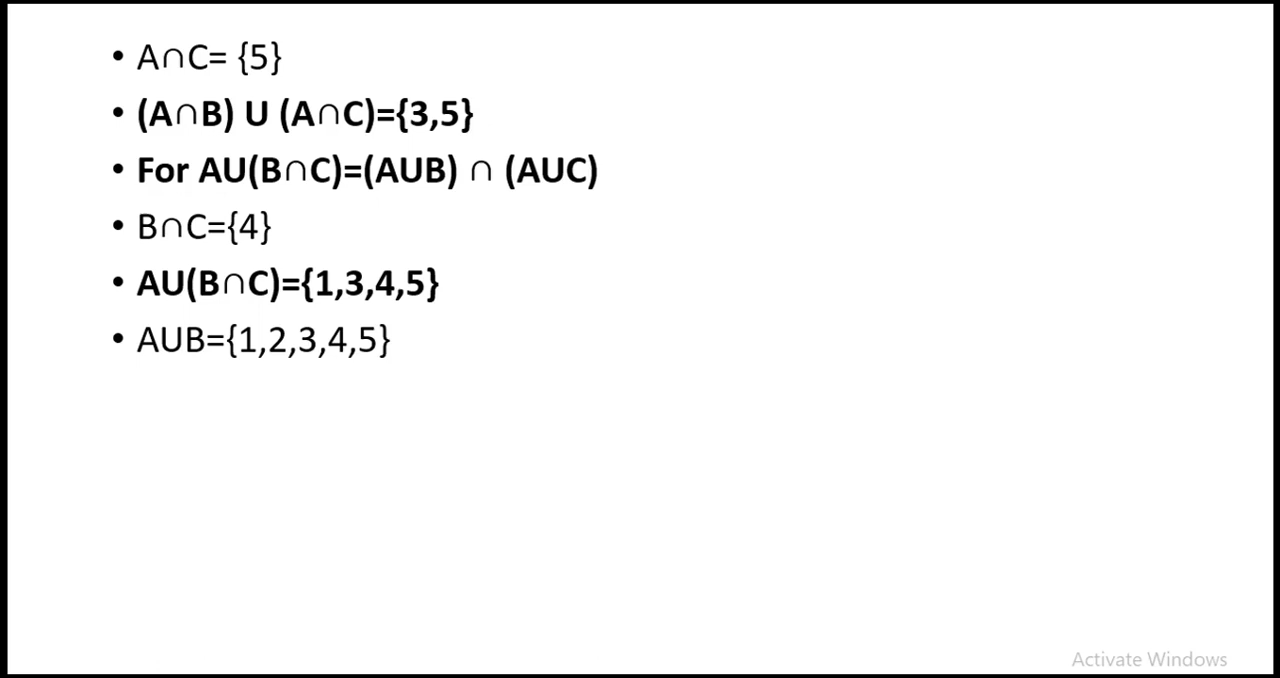 • A∩C= {5}
• (A∩B) U (A∩C)={3,5}
• For AU(B∩C)=(AUB) ∩ (AUC)
• B∩C={4}
• AU(B∩C)={1,3,4,5}
• AUB={1,2,3,4,5}
Activate Windows